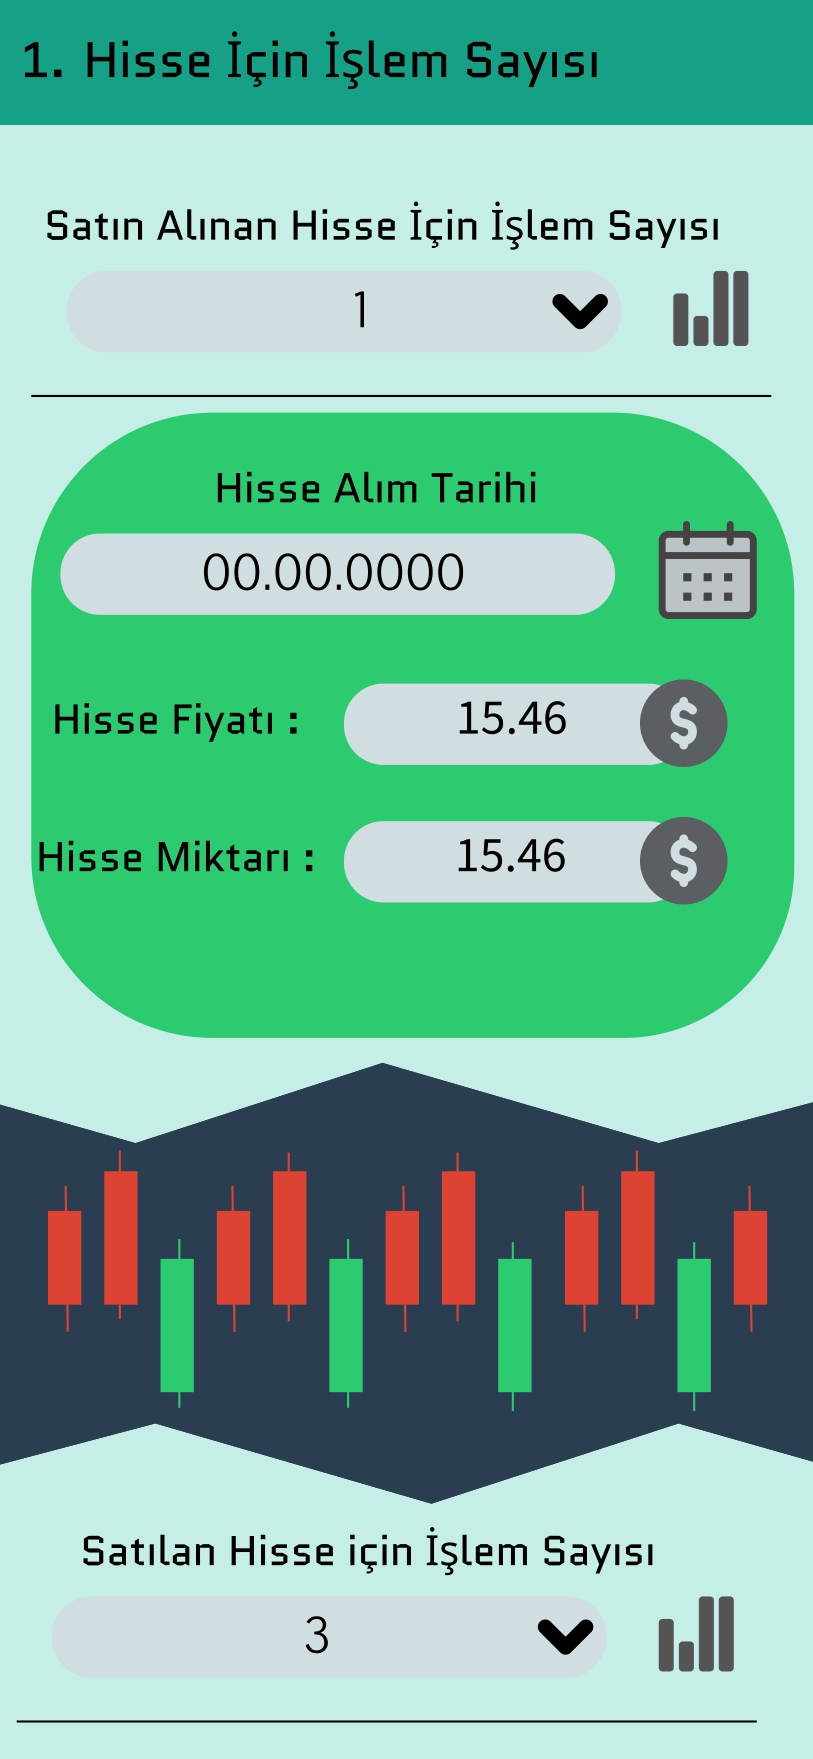 1. Hisse İçin İşlem Sayısı
Satın Alınan Hisse İçin İşlem Sayısı
1
Hisse Alım Tarihi
00.00.0000
Hisse Fiyatı : 15.46 $
Hisse Miktarı : 15.46 $
Satılan Hisse için İşlem Sayısı
3